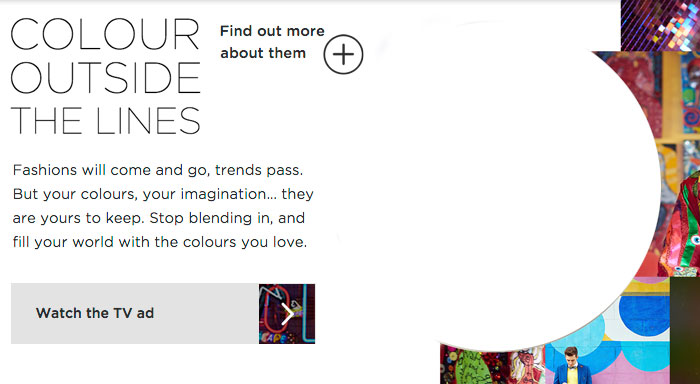 COLOUR
OUTSIDE
THE LINES
Find out more
about them
Fashions will come and go, trends pass.
But your colours, your imagination... they
are yours to keep. Stop blending in, and
fill your world with the colours you love.
Watch the TV ad